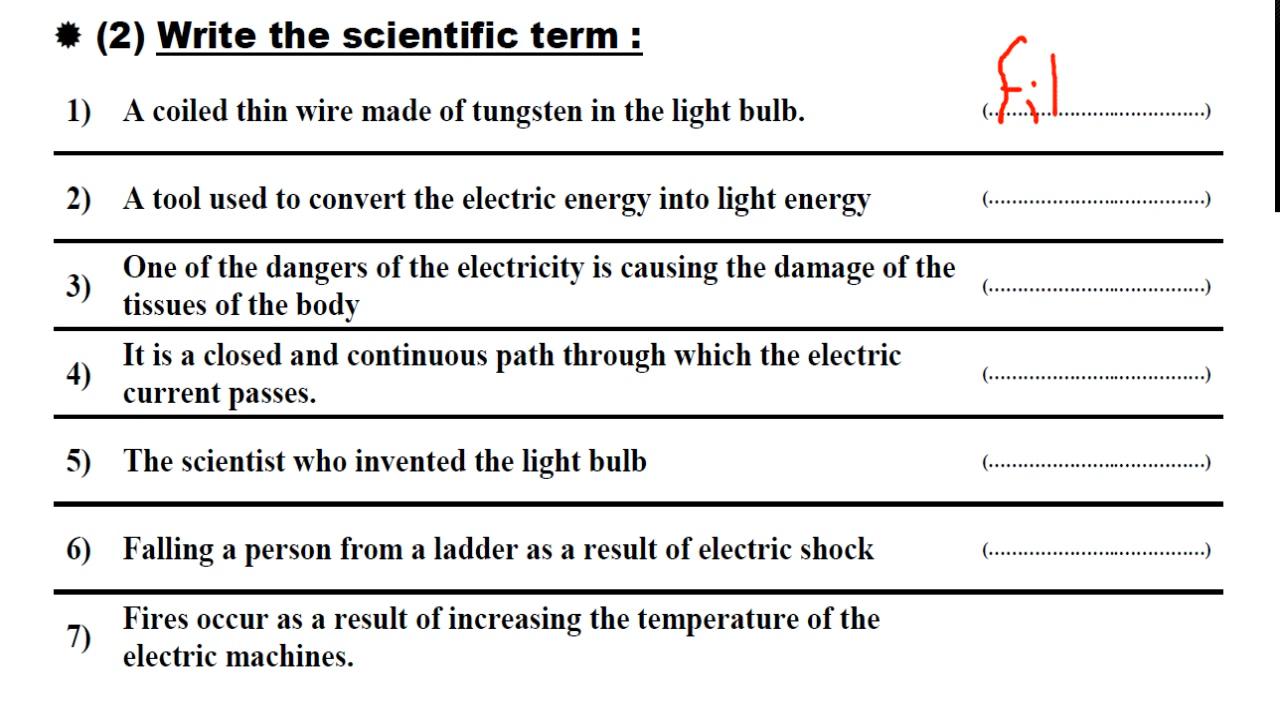 ✹ (2) Write the scientific term :
1) A coiled thin wire made of tungsten in the light bulb. (Fil......................................)
2) A tool used to convert the electric energy into light energy (......................................)
3) One of the dangers of the electricity is causing the damage of the
tissues of the body (......................................)
4) It is a closed and continuous path through which the electric
current passes. (......................................)
5) The scientist who invented the light bulb (......................................)
6) Falling a person from a ladder as a result of electric shock (......................................)
7) Fires occur as a result of increasing the temperature of the
electric machines.